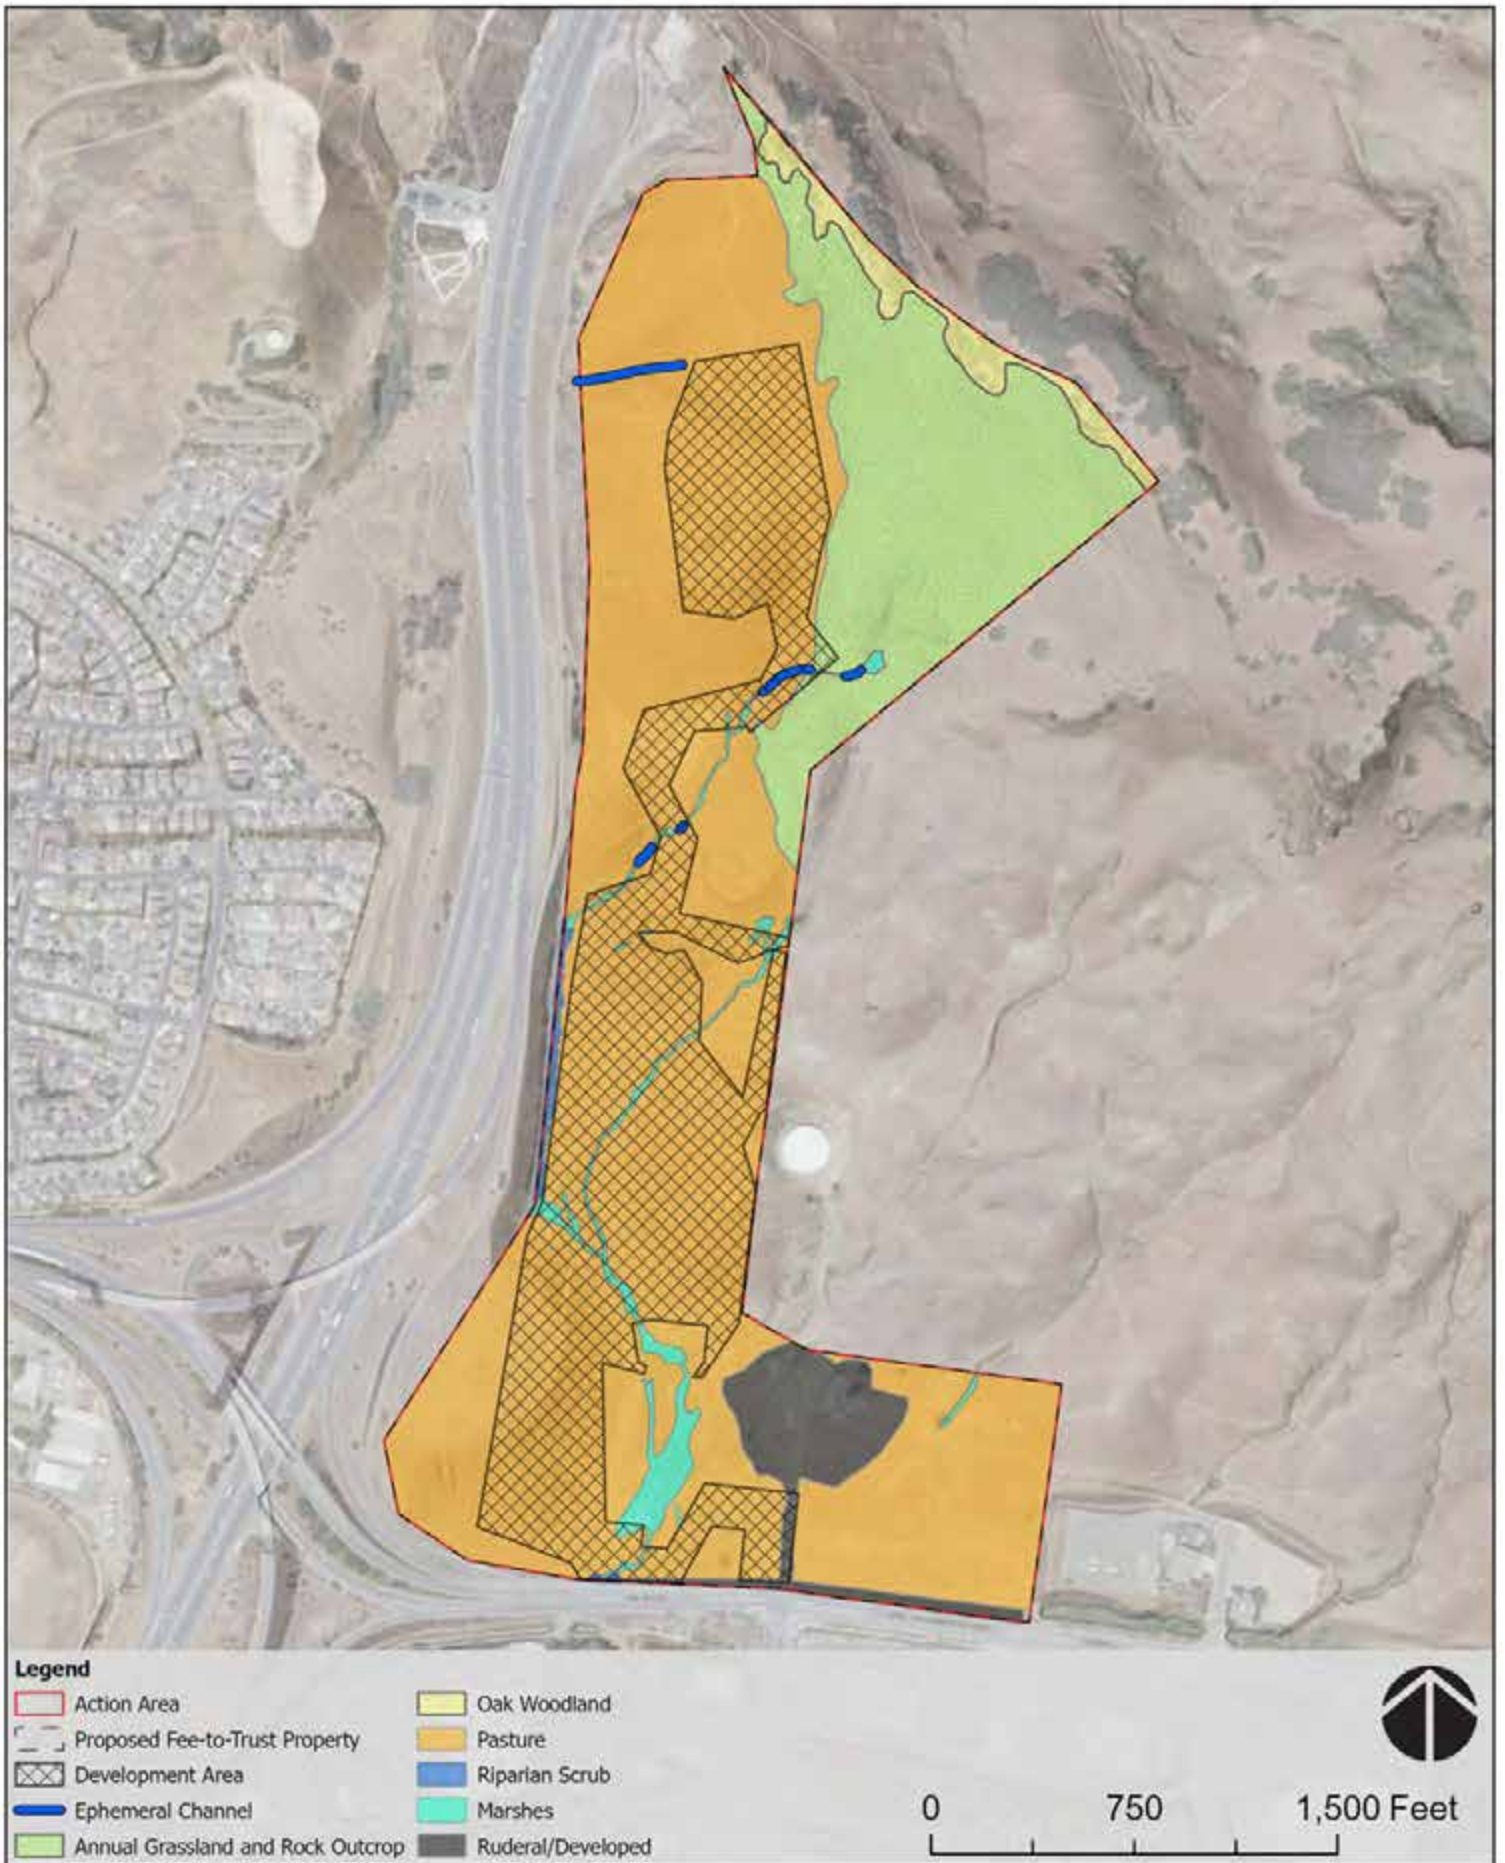 Legend
Action Area
Proposed Fee-to-Trust Property
Development Area
Ephemeral Channel
Annual Grassland and Rock Outcrop
Oak Woodland
Pasture
Riparian Scrub
Marshes
Ruderal/Developed
0 750 1,500 Feet